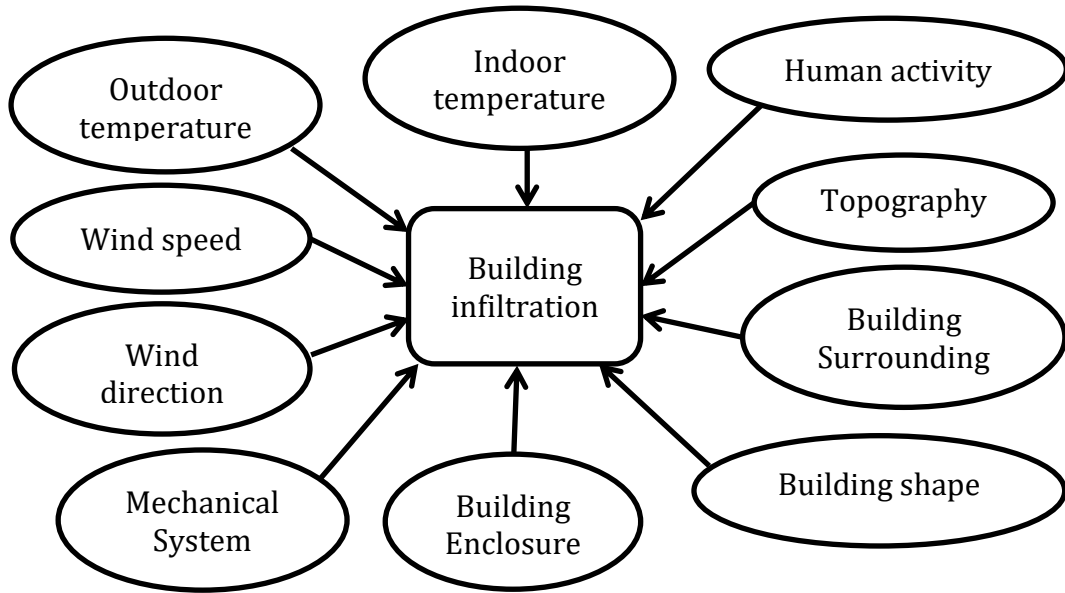 Outdoor
temperature
Indoor
temperature
Human activity
Wind speed
Topography
Building
infiltration
Wind
direction
Building
Surrounding
Mechanical
System
Building
Enclosure
Building shape